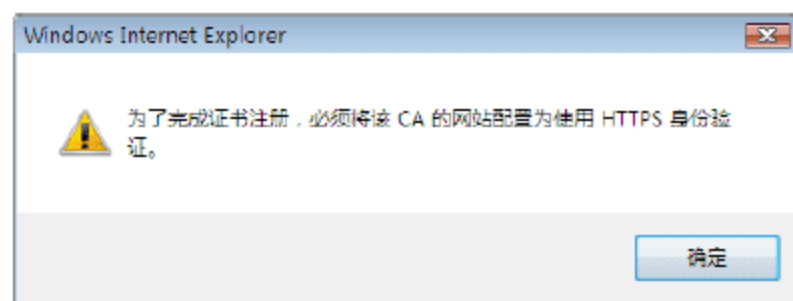 Windows Internet Explorer
为了完成证书注册，必须将该 CA 的网站配置为使用 HTTPS 身份验
证。
确定